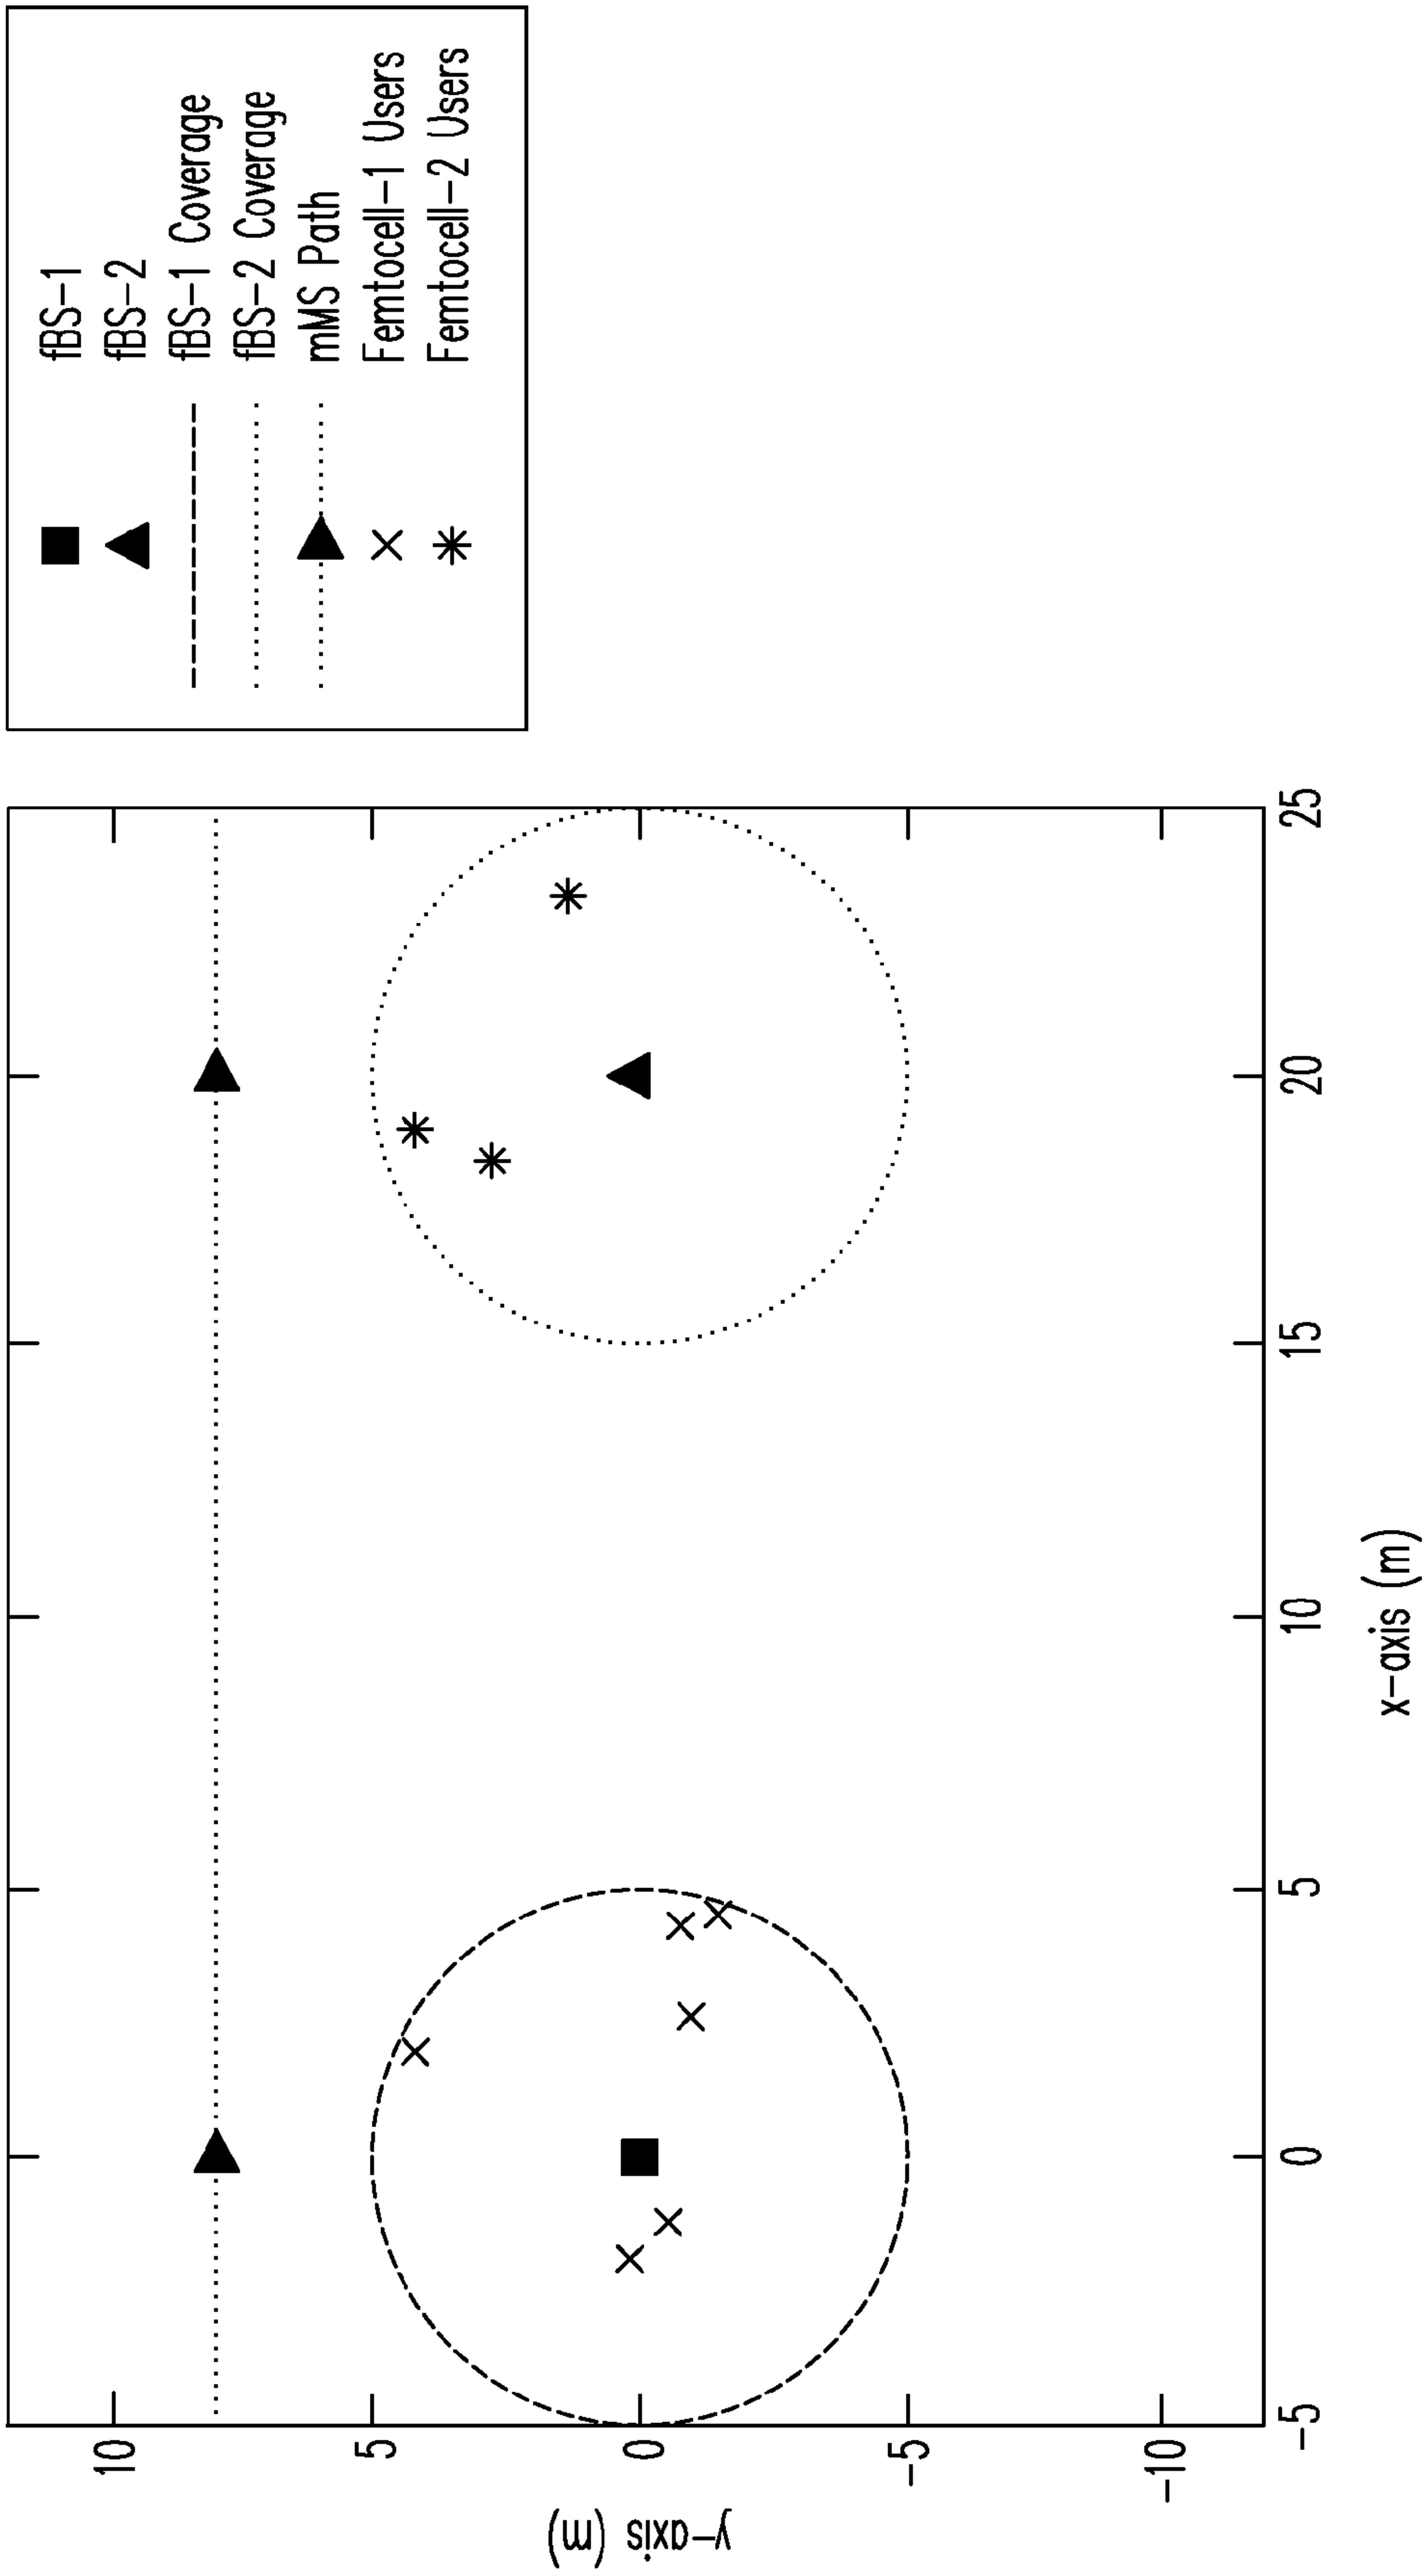 fBS-1
fBS-2
fBS-1 Coverage
fBS-2 Coverage
mMS Path
Femtocell-1 Users
Femtocell-2 Users
y-axis (m)
10
5
0
-5
-10
-5
0
5
10
15
20
25
x-axis (m)